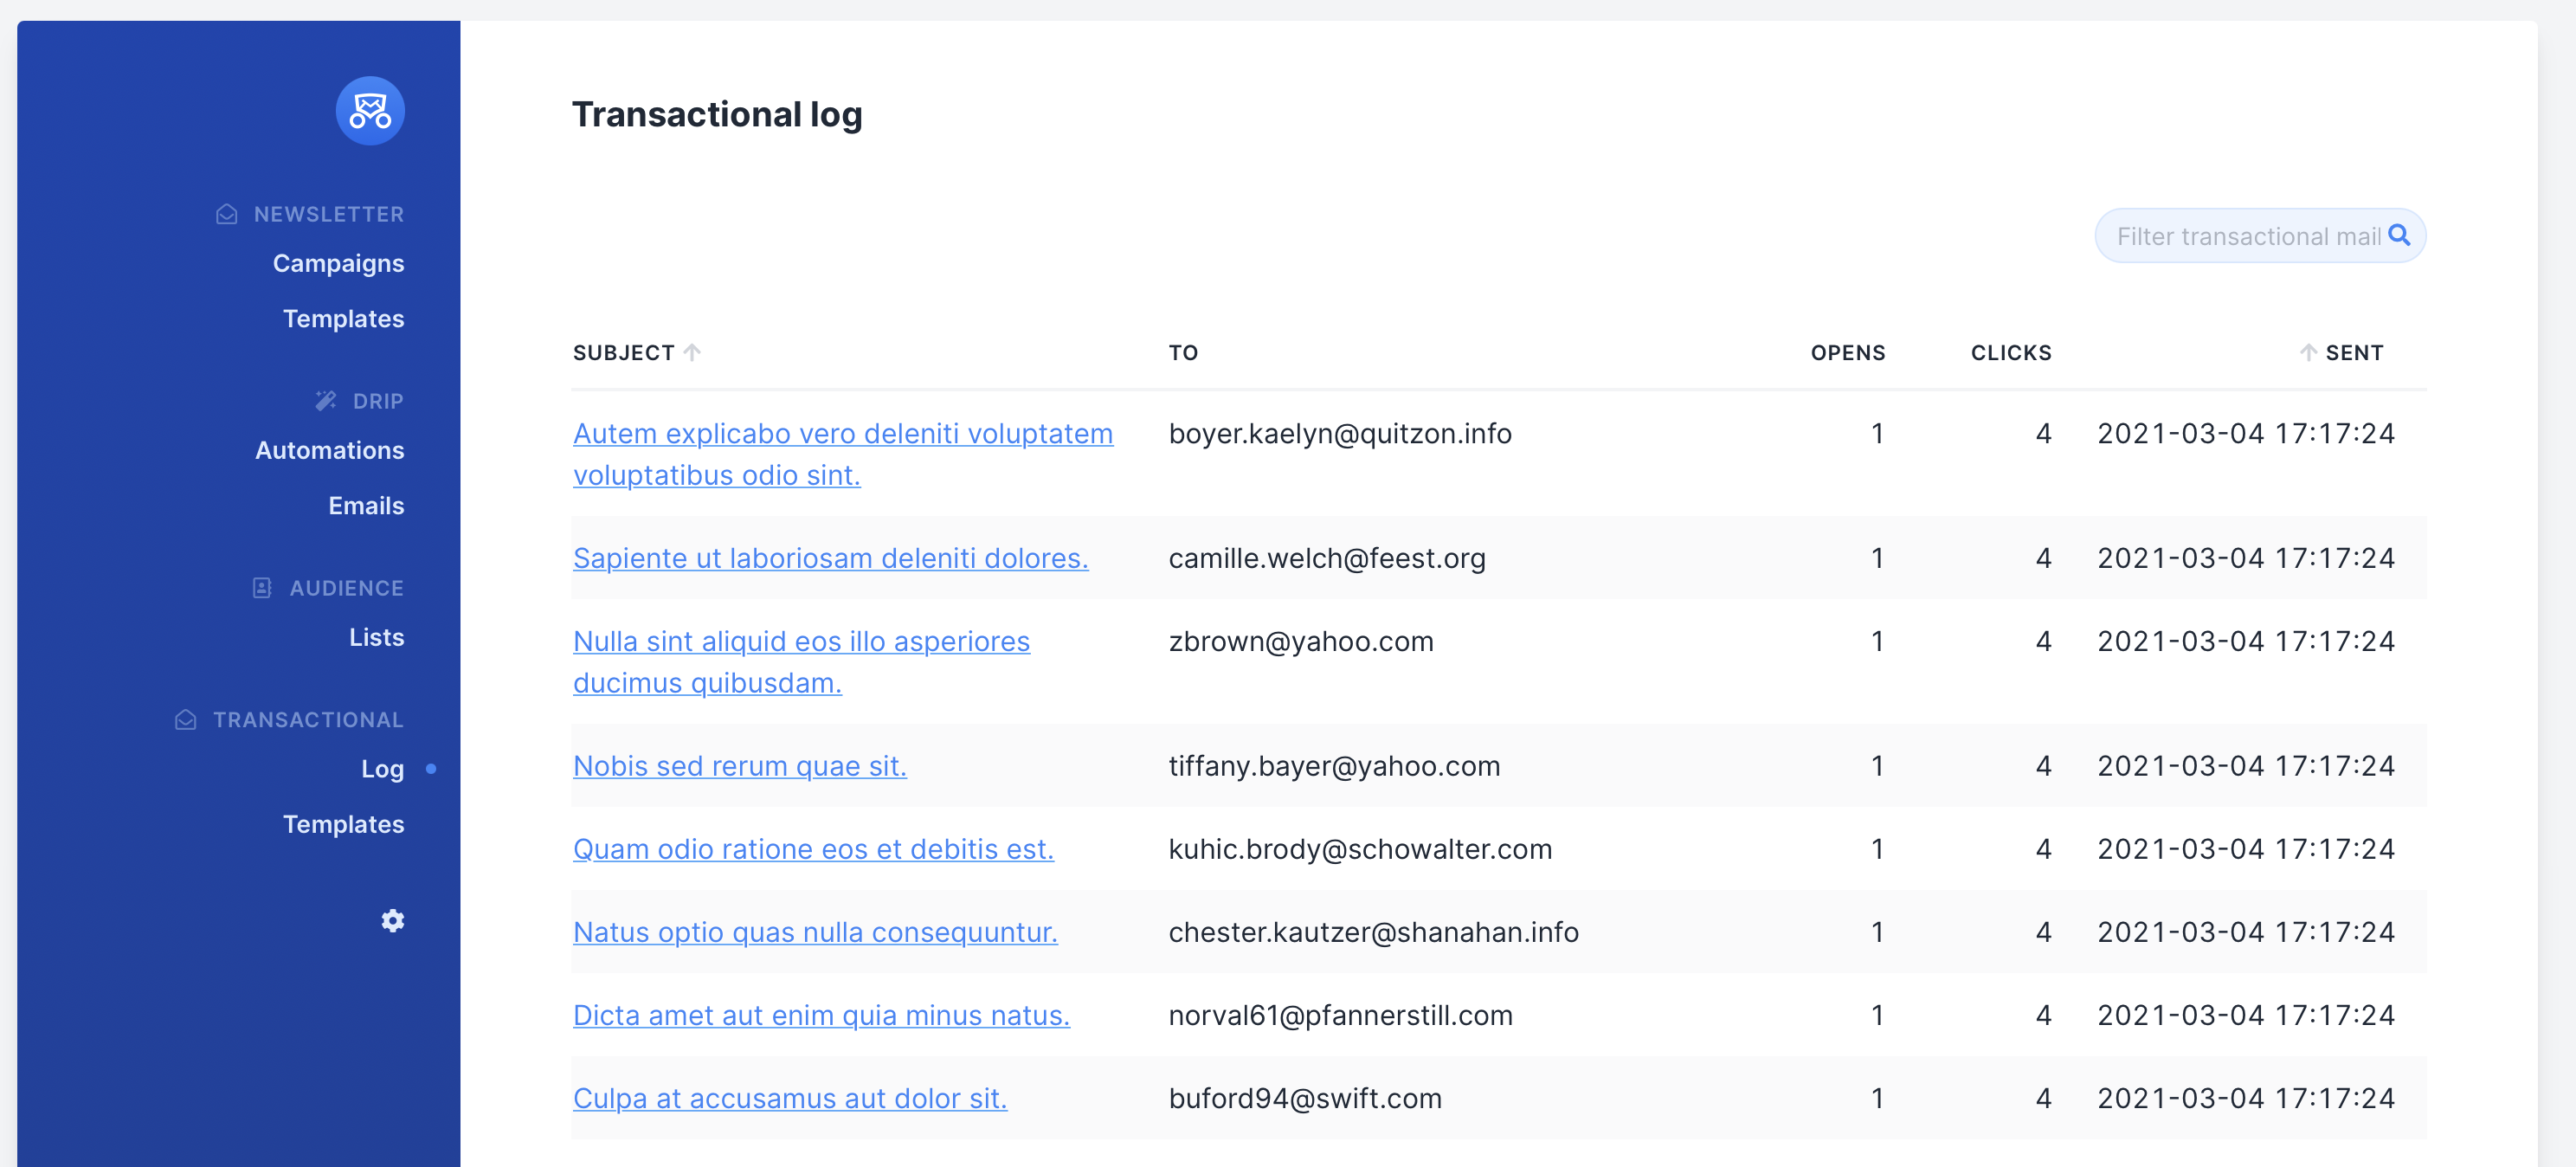 Transactional log
NEWSLETTER
Campaigns
Templates
DRIP
Automations
Emails
AUDIENCE
Lists
TRANSACTIONAL
Log
Templates
Filter transactional mail
SUBJECT TO OPENS CLICKS SENT
Autem explicabo vero deleniti voluptatem boyer.kaelyn@quitzon.info 1 4 2021-03-04 17:17:24
voluptatibus odio sint.
Sapiente ut laboriosam deleniti dolores. camille.welch@feest.org 1 4 2021-03-04 17:17:24
Nulla sint aliquid eos illo asperiores zbrown@yahoo.com 1 4 2021-03-04 17:17:24
ducimus quibusdam.
Nobis sed rerum quae sit. tiffany.bayer@yahoo.com 1 4 2021-03-04 17:17:24
Quam odio ratione eos et debitis est. kuhic.brody@schowalter.com 1 4 2021-03-04 17:17:24
Natus optio quas nulla consequuntur. chester.kautzer@shanahan.info 1 4 2021-03-04 17:17:24
Dicta amet aut enim quia minus natus. norval61@pfannerstill.com 1 4 2021-03-04 17:17:24
Culpa at accusamus aut dolor sit. buford94@swift.com 1 4 2021-03-04 17:17:24